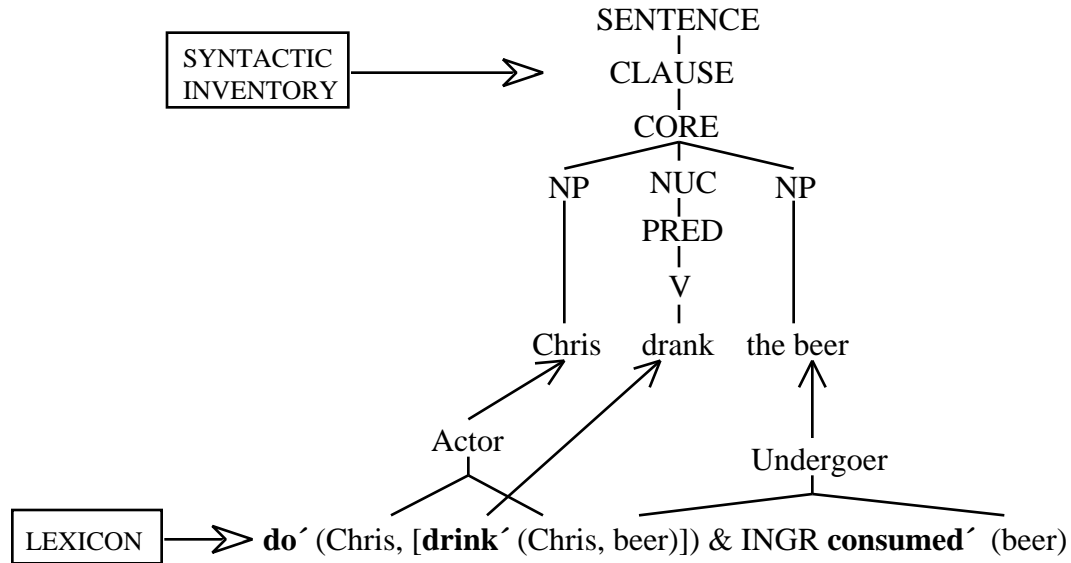 SENTENCE
SYNTACTIC
INVENTORY
CLAUSE
CORE
NP NUC NP
PRED
V
Chris drank the beer
Actor
Undergoer
LEXICON
do´ (Chris, [drink´ (Chris, beer)]) & INGR consumed´ (beer)